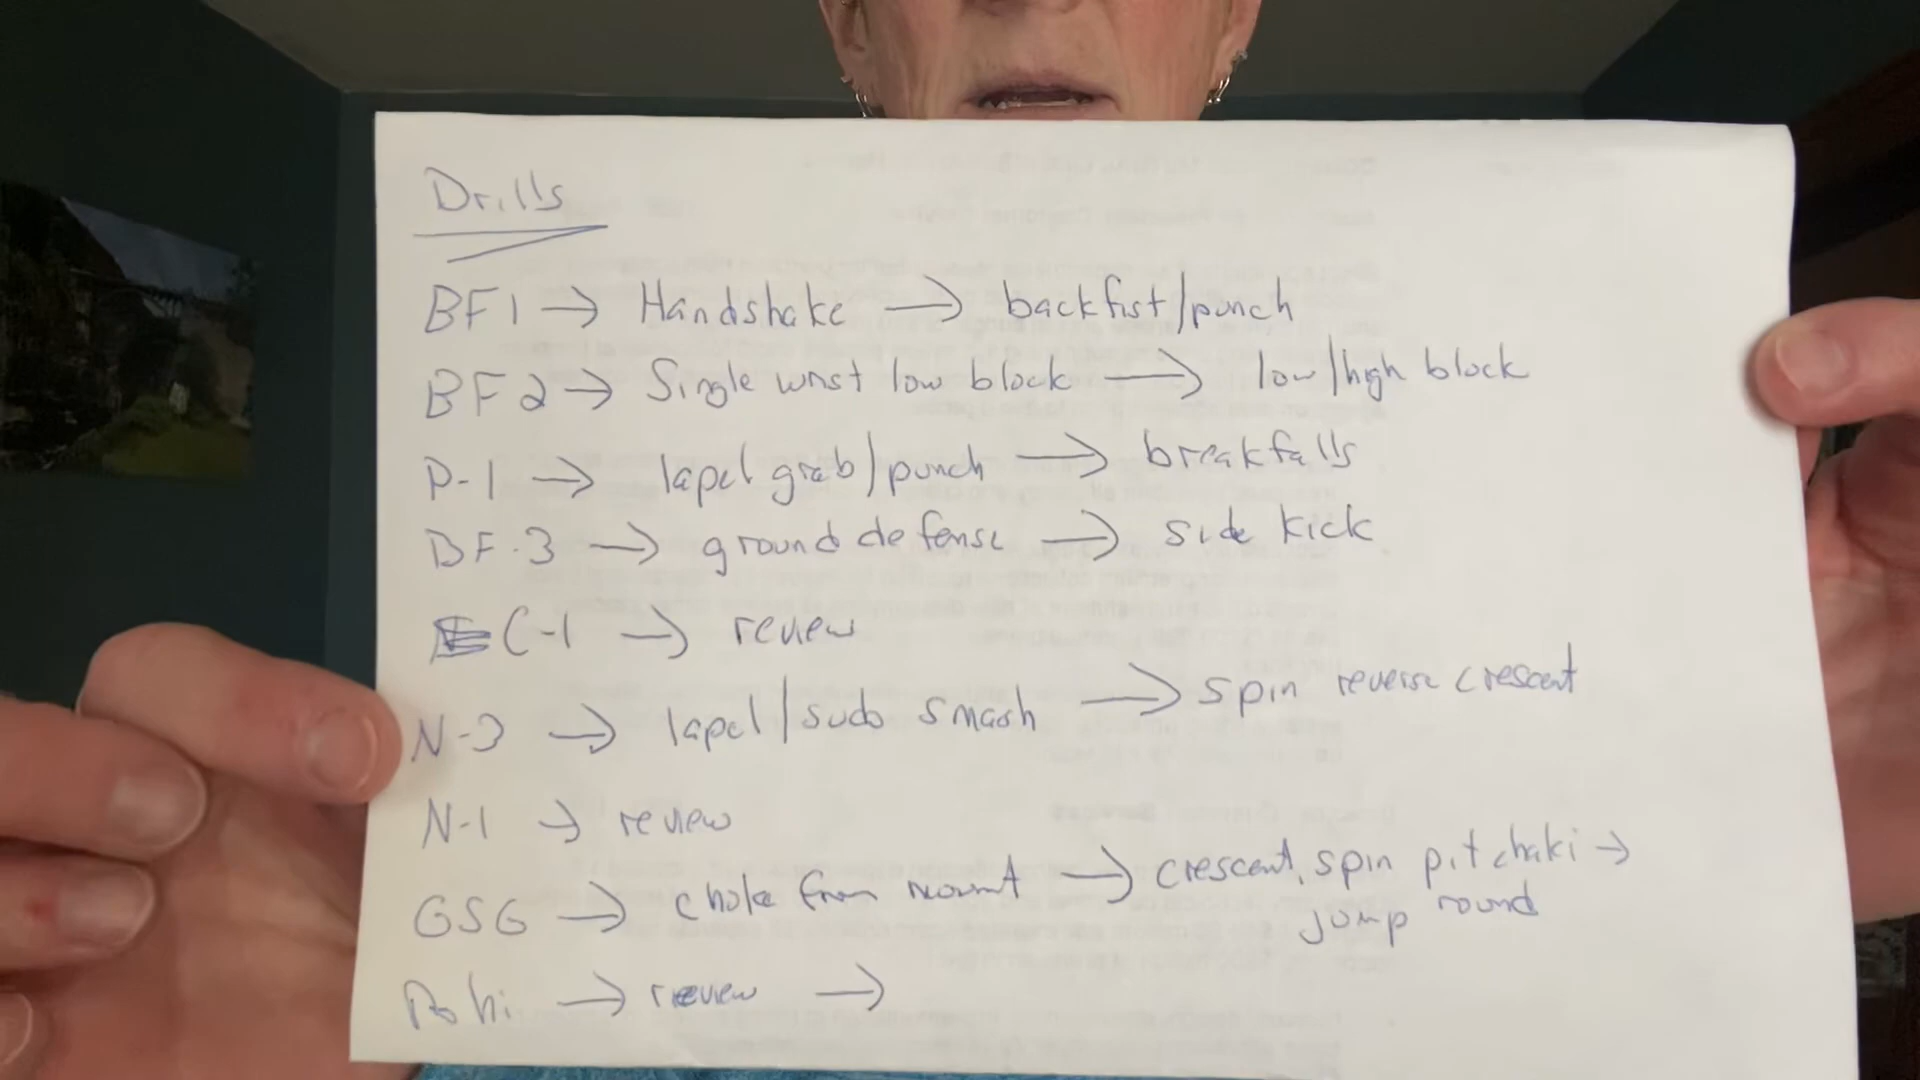 Drills
BF1 → Handshake → backfist/punch
BF2 → Single wrist low block → low/high block
P-1 → lapel grab/punch → breakfalls
BF-3 → ground defense → side kick
C-1 → review
N-3 → lapel/sudo smash → spin reverse crescent
N-1 → review
GSG → choke from mount → crescent, spin pitchaki →
jump round
→ review →